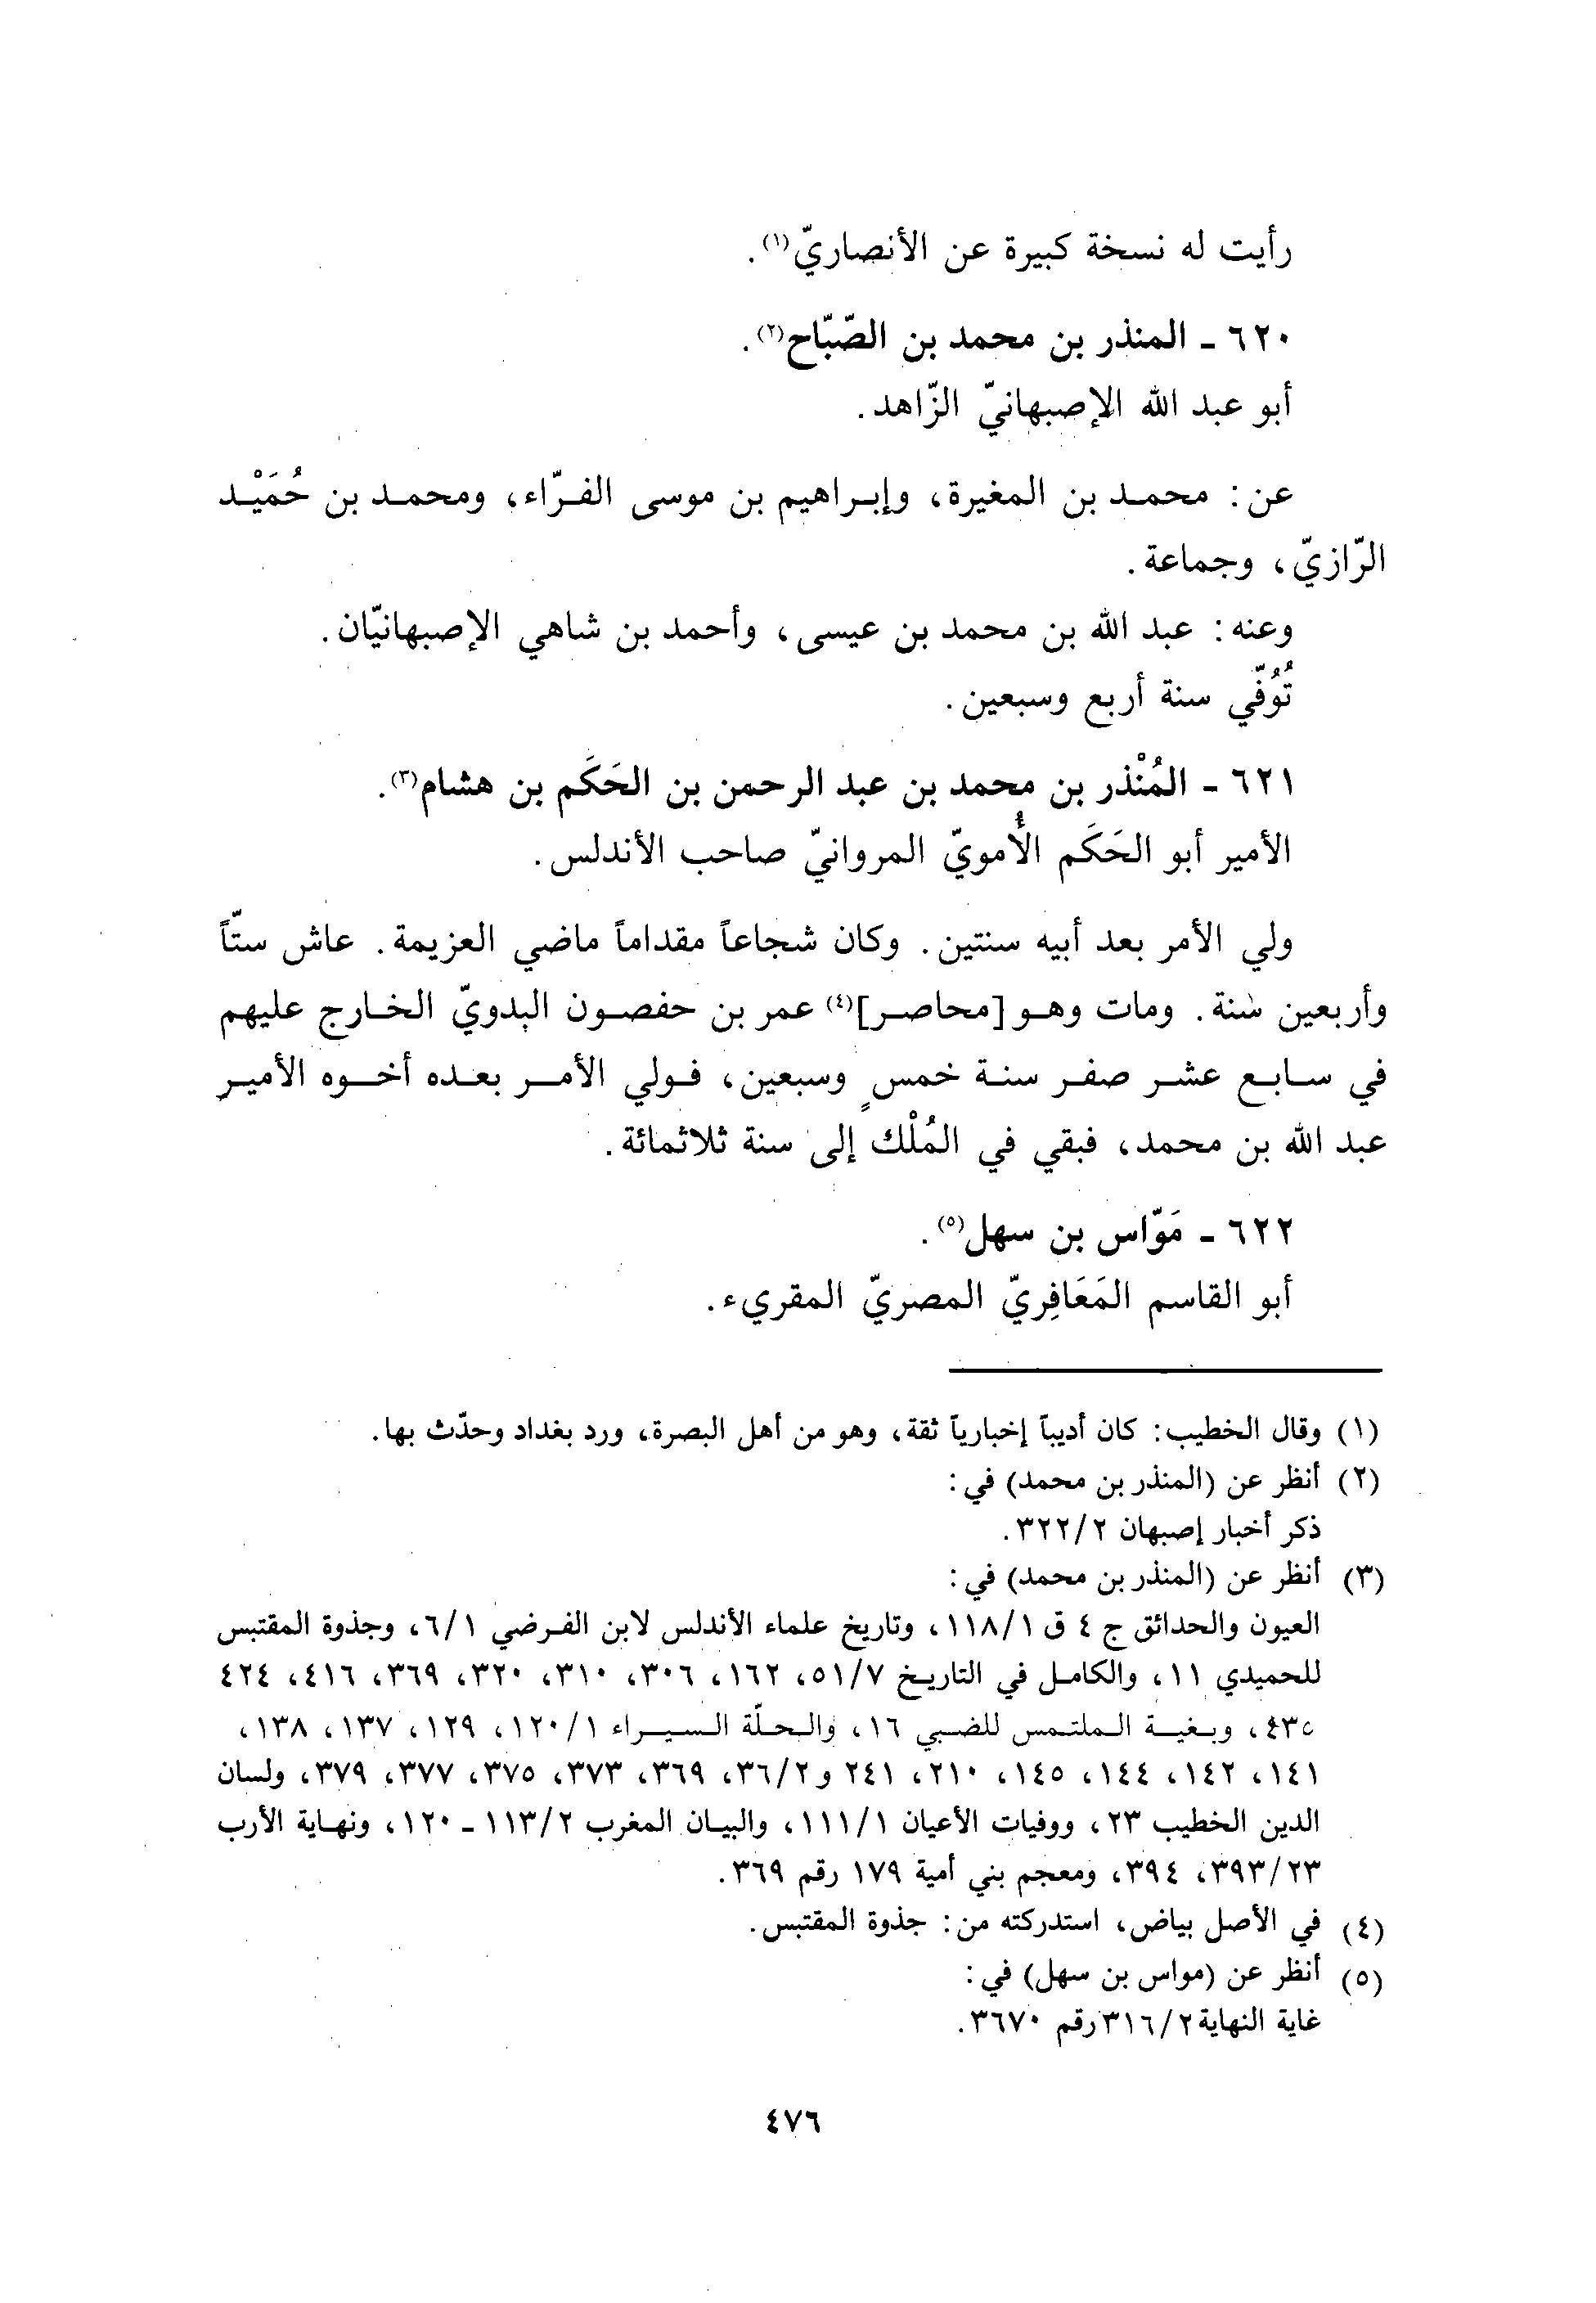 رأيت له نسخة كبيرة عن الأنصاريّ(١).
٦٢٠ - المنذر بن محمد بن الصّبّاح(٢).
أبو عبد الله الإصبهانيّ الزّاهد.
عن: محمد بن المغيرة، وإبراهيم بن موسى الفرّاء، ومحمد بن حُمَيْد
الرّازيّ، وجماعة.
وعنه: عبد الله بن محمد بن عيسى، وأحمد بن شاهي الإصبهانيّان.
تُوُفّي سنة أربع وسبعين.
٦٢١ - المُنْذر بن محمد بن عبد الرحمن بن الحَكَم بن هشام(٣).
الأمير أبو الحَكَم الأُمويّ المروانيّ صاحب الأندلس.
ولي الأمر بعد أبيه سنتين. وكان شجاعاً مقداماً ماضي العزيمة. عاش ستّاً
وأربعين سنة. ومات وهو [محاصر](٤) عمر بن حفصون البدويّ الخارج عليهم
في سابع عشر صفر سنة خمسٍ وسبعين، فولي الأمر بعده أخوه الأمير
عبد الله بن محمد، فبقي في المُلْك إلى سنة ثلاثمائة.
٦٢٢ - مَوّاس بن سهل(٥).
أبو القاسم المَعَافِريّ المصريّ المقريء.
(١) وقال الخطيب: كان أديباً إخبارياً ثقة، وهو من أهل البصرة، ورد بغداد وحدّث بها.
(٢) أنظر عن (المنذر بن محمد) في:
ذكر أخبار إصبهان ٣٢٢/٢.
(٣) أنظر عن (المنذر بن محمد) في:
العيون والحدائق ج ٤ ق ١١٨/١، وتاريخ علماء الأندلس لابن الفرضي ٦/١، وجذوة المقتبس
للحميدي ١١، والكامل في التاريخ ٥١/٧، ١٦٢، ٣٠٦، ٣١٠، ٣٢٠، ٣٦٩، ٤١٦، ٤٢٤
٤٣٥، وبغية الملتمس للضبي ١٦، والحلّة السيراء ١٢٠/١، ١٢٩، ١٣٧، ١٣٨،
١٤١، ١٤٢، ١٤٤، ١٤٥، ٢١٠، ٢٤١ و٣٦/٢، ٣٦٩، ٣٧٣، ٣٧٥، ٣٧٧، ٣٧٩، ولسان
الدين الخطيب ٢٣، ووفيات الأعيان ١١١/١، والبيان المغرب ١١٣/٢ - ١٢٠، ونهاية الأرب
٣٩٣/٢٣، ٣٩٤، ومعجم بني أمية ١٧٩ رقم ٣٦٩.
(٤) في الأصل بياض، استدركته من: جذوة المقتبس.
(٥) أنظر عن (مواس بن سهل) في:
غاية النهاية ٣١٦/٢ رقم ٣٦٧٠.
٤٧٦